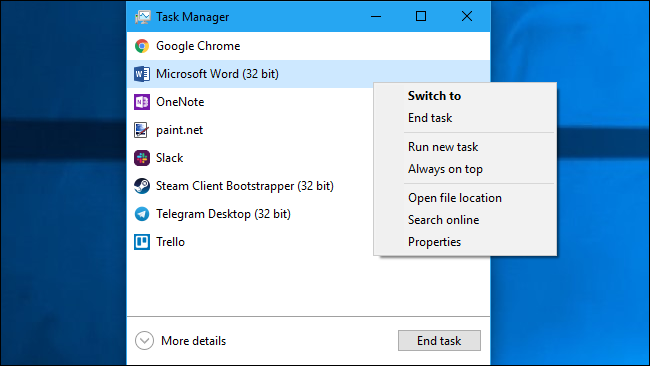 Task Manager
Google Chrome
Microsoft Word (32 bit)
OneNote
paint.net
Slack
Steam Client Bootstrapper (32 bit)
Telegram Desktop (32 bit)
Trello
Switch to
End task
Run new task
Always on top
Open file location
Search online
Properties
More details
End task